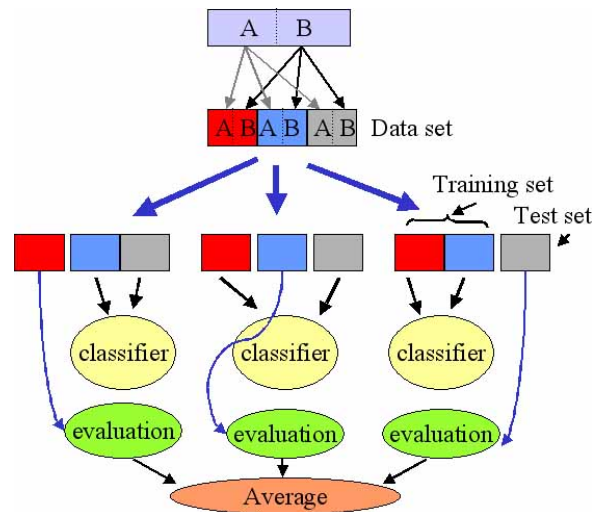 A B
A B A B A B Data set
Training set
Test set
classifier classifier classifier
evaluation evaluation evaluation
Average